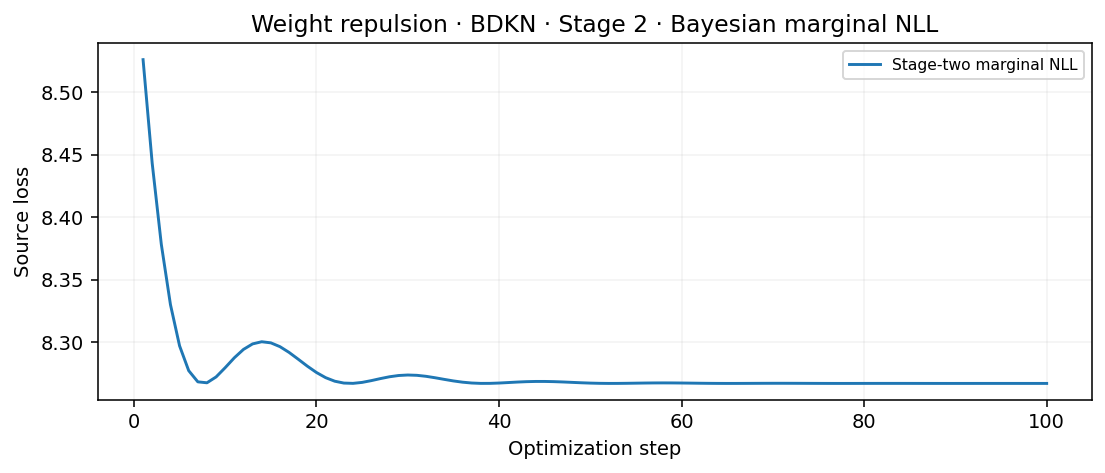 Weight repulsion · BDKN · Stage 2 · Bayesian marginal NLL
Stage-two marginal NLL
Source loss
8.50
8.45
8.40
8.35
8.30
0 20 40 60 80 100
Optimization step